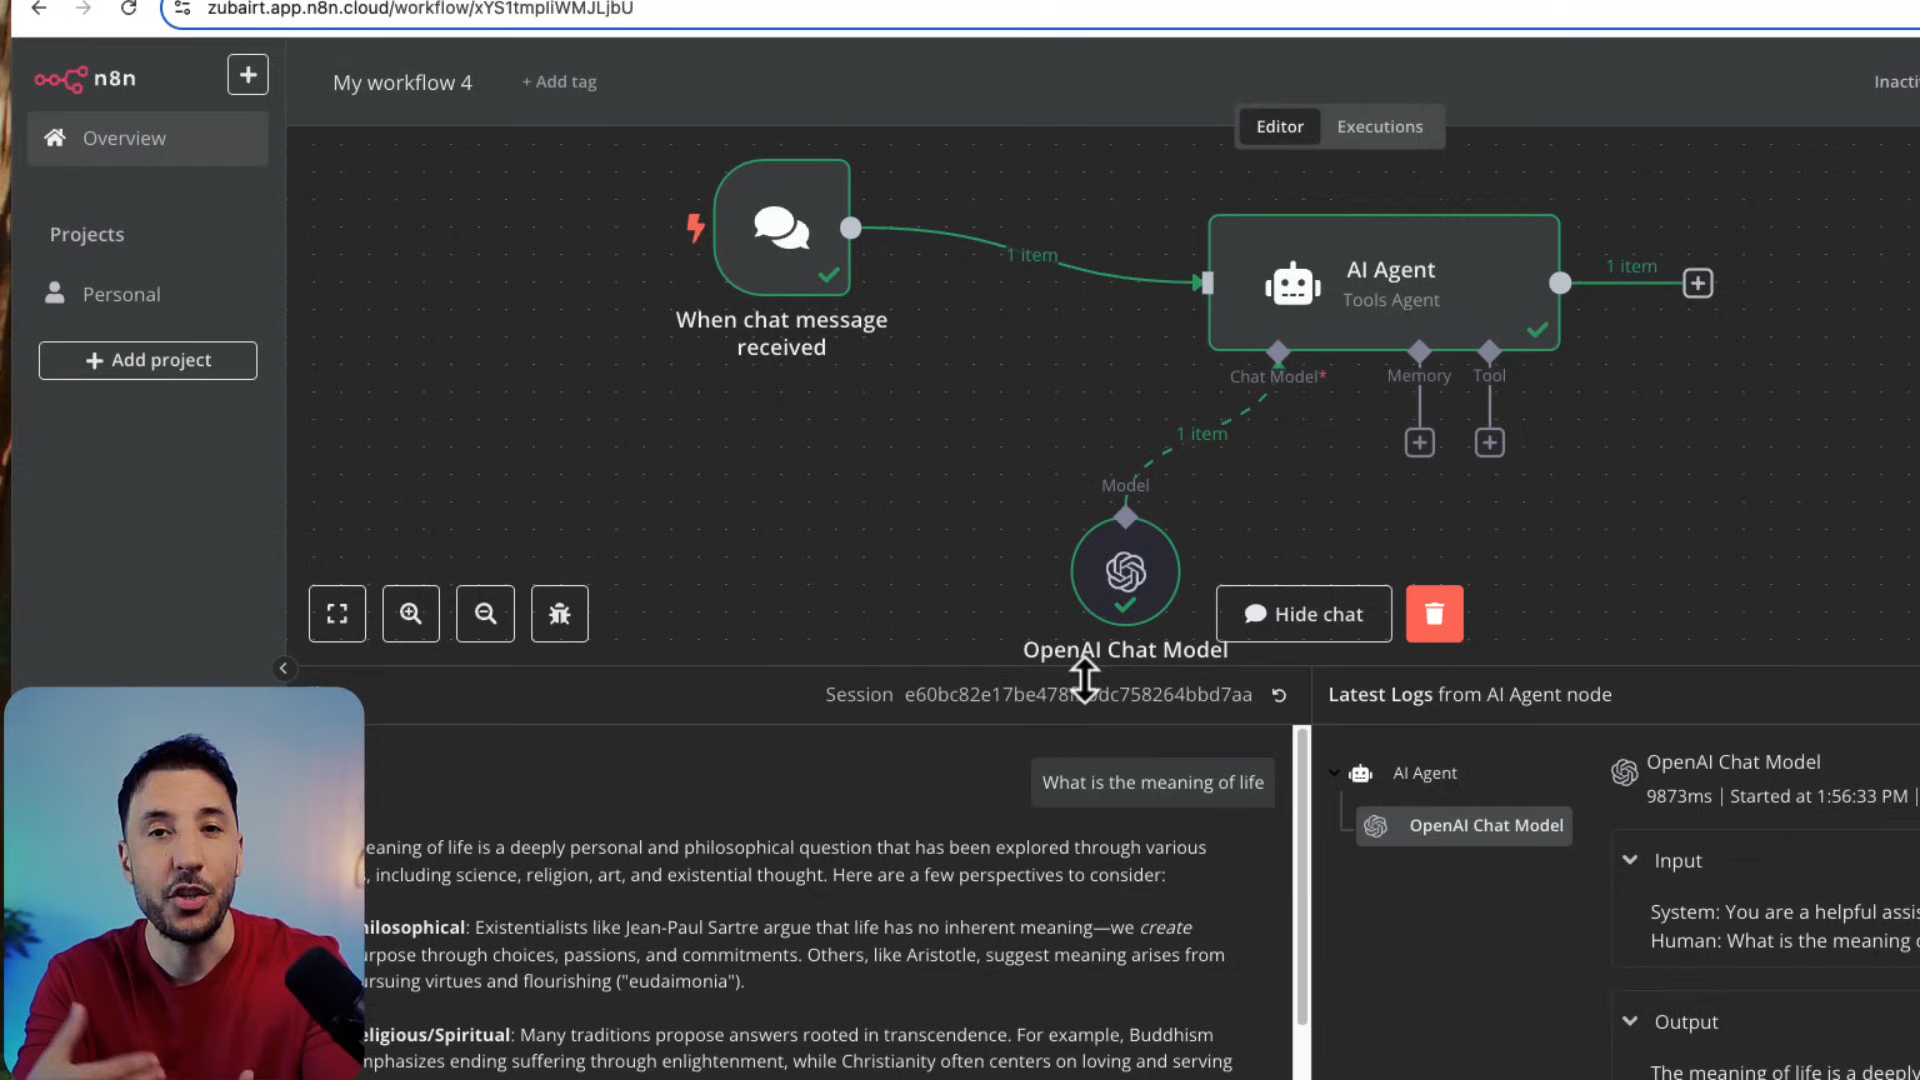 zubairt.app.n8n.cloud/workflow/xYS1tmpIiWMJLjbU
n8n
My workflow 4
+ Add tag
Inacti
Overview
Editor
Executions
Projects
Personal
+ Add project
1 item
AI Agent
Tools Agent
1 item
When chat message
received
Chat Model*
Memory
Tool
1 item
Model
Hide chat
OpenAI Chat Model
Session
Latest Logs from AI Agent node
What is the meaning of life
AI Agent
OpenAI Chat Model
OpenAI Chat Model
9873ms | Started at 1:56:33 PM |
Input
System: You are a helpful assis
Human: What is the meaning
Output
The meaning of life is a deeply
eaning of life is a deeply personal and philosophical question that has been explored through various
, including science, religion, art, and existential thought. Here are a few perspectives to consider:
hilosophical: Existentialists like Jean-Paul Sartre argue that life has no inherent meaning—we create
urpose through choices, passions, and commitments. Others, like Aristotle, suggest meaning arises from
ursuing virtues and flourishing ("eudaimonia").
eligious/Spiritual: Many traditions propose answers rooted in transcendence. For example, Buddhism
mphasizes ending suffering through enlightenment, while Christianity often centers on loving and serving